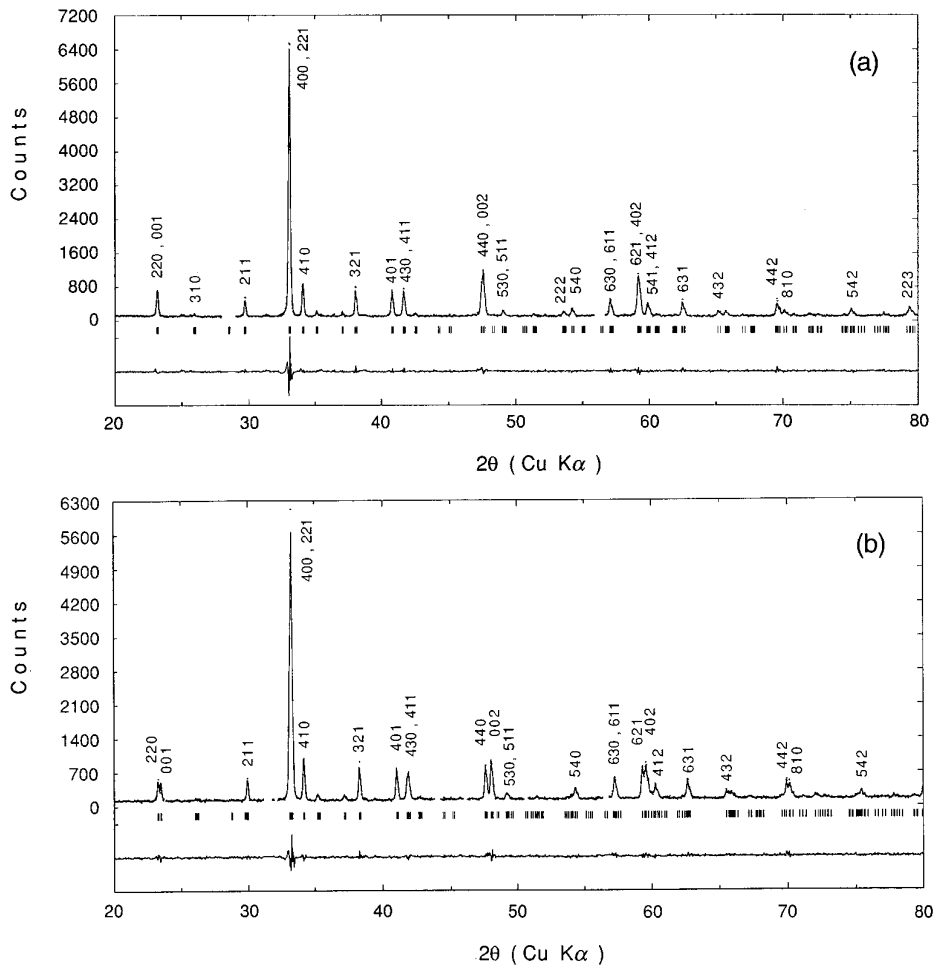 7200
6400
5600
4800
4000
3200
2400
1600
800
0
Counts
(a)
220 , 001
310
211
400 , 221
410
321
401
430 , 411
440 , 002
530, 511
222
540
630 , 611
621 , 402
541 , 412
631
432
442
810
542
223
20 30 40 50 60 70 80
2θ ( Cu Kα )
6300
5600
4900
4200
3500
2800
2100
1400
700
0
Counts
(b)
220
001
211
400 , 221
410
321
401
430 , 411
440
002
530, 511
540
630 , 611
621
402
412
631
432
442
810
542
20 30 40 50 60 70 80
2θ ( Cu Kα )